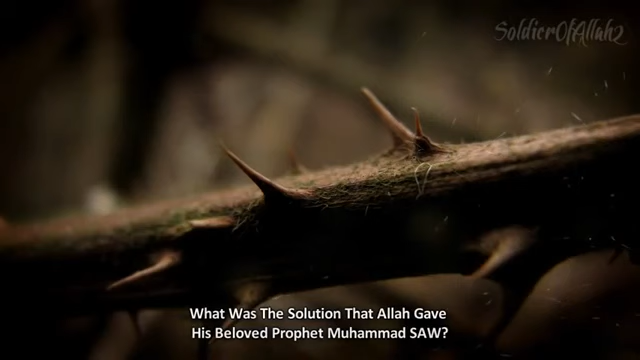 SoldierOfAllah2
What Was The Solution That Allah Gave
His Beloved Prophet Muhammad SAW?